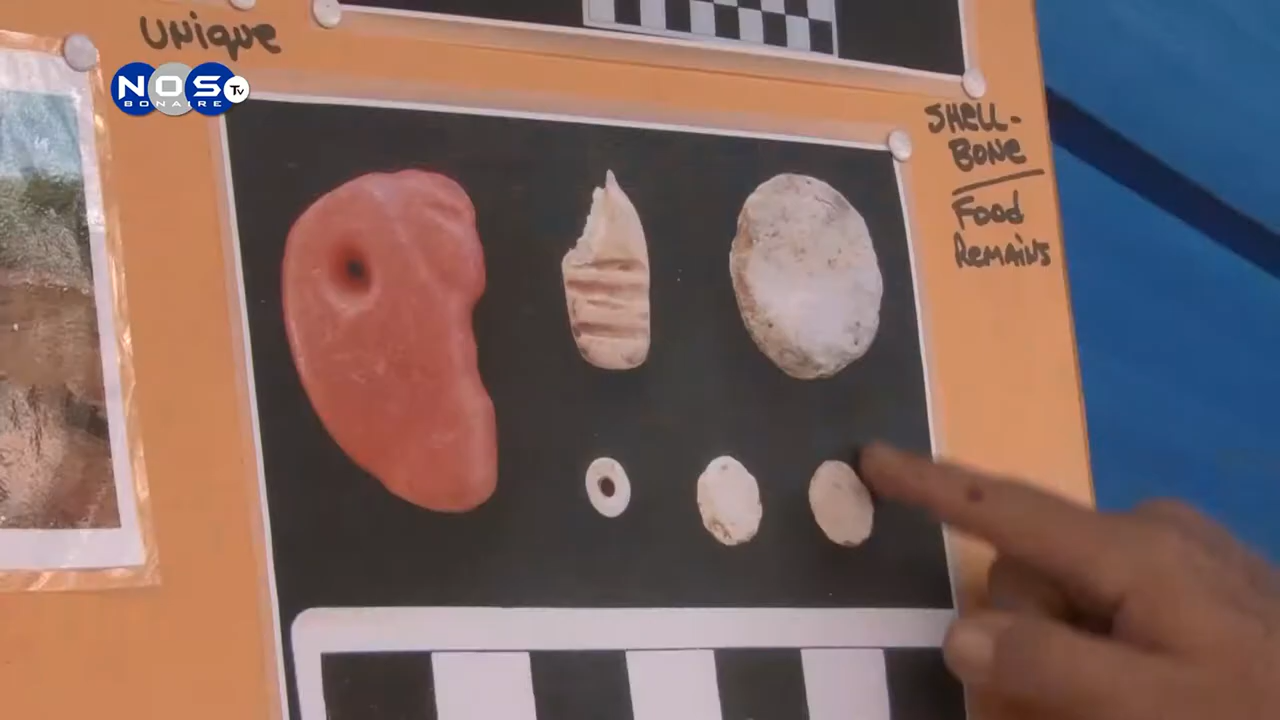 UNIQUE
NOS TV
BONAIRE
SHELL-
BONE
FOOD
REMAINS